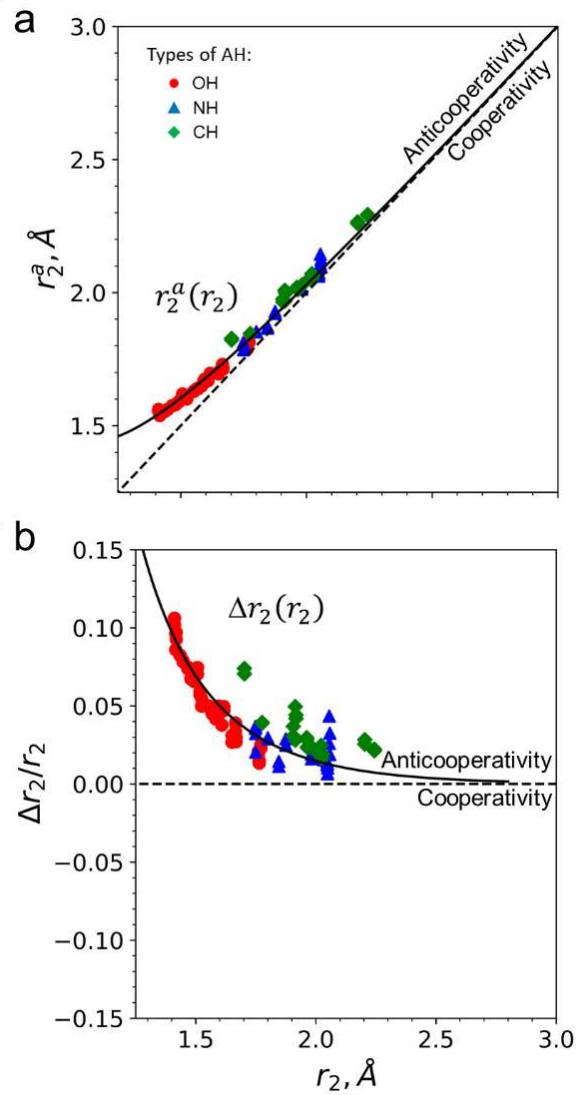 a
3.0
2.5
2.0
1.5
r₂ᵃ, Å
Types of AH:
OH
NH
CH
Anticooperativity
Cooperativity
r₂ᵃ(r₂)
b
0.15
0.10
0.05
0.00
−0.05
−0.10
−0.15
Δr₂/r₂
Δr₂(r₂)
Anticooperativity
Cooperativity
1.5 2.0 2.5 3.0
r₂, Å